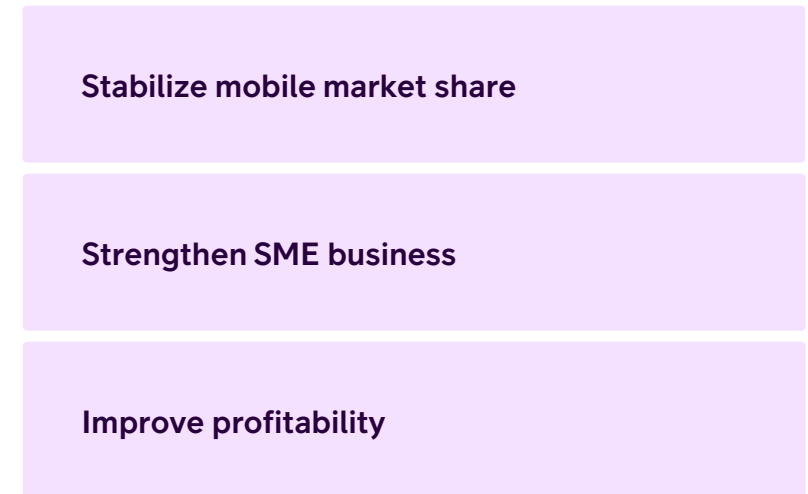 Stabilize mobile market share
Strengthen SME business
Improve profitability